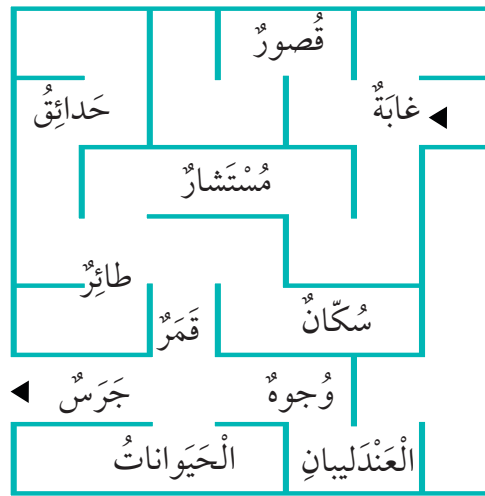 قُصورٌ
غابَةٌ
حَدائِقُ
مُسْتَشارٌ
طائِرٌ
سُكّانٌ
قَمَرٌ
وُجوهٌ
جَرَسٌ
الْعَنْدَليبانِ
الْحَيَواناتُ